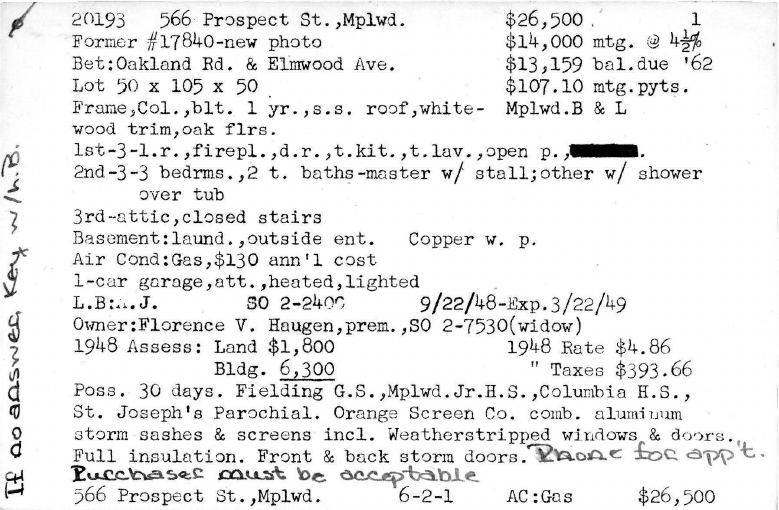 20193   566 Prospect St.,Mplwd.   $26,500.   1
Former #17840-new photo   $14,000 mtg. @ 4½%
Bet:Oakland Rd. & Elmwood Ave.   $13,159 bal.due '62
Lot 50 x 105 x 50   $107.10 mtg.pyts.
Frame,Col.,blt. 1 yr.,s.s. roof,white-   Mplwd.B & L
wood trim,oak flrs.
1st-3-l.r.,firepl.,d.r.,t.kit.,t.lav.,open p.,
2nd-3-3 bedrms.,2 t. baths-master w/ stall;other w/ shower
over tub
3rd-attic,closed stairs
Basement:laund.,outside ent.   Copper w. p.
Air Cond:Gas,$130 ann'l cost
1-car garage,att.,heated,lighted
L.B: J.   SO 2-2400   9/22/48-Exp.3/22/49
Owner:Florence V. Haugen,prem.,SO 2-7530(widow)
1948 Assess: Land $1,800   1948 Rate $4.86
Bldg. 6,300   " Taxes $393.66
Poss. 30 days. Fielding G.S.,Mplwd.Jr.H.S.,Columbia H.S.,
St. Joseph's Parochial. Orange Screen Co. comb. aluminum
storm sashes & screens incl. Weatherstripped windows & doors.
Full insulation. Front & back storm doors. Phone for app't.
Purchaser must be acceptable
566 Prospect St.,Mplwd.   6-2-1   AC:Gas   $26,500
If no answer, Key w/h.B.